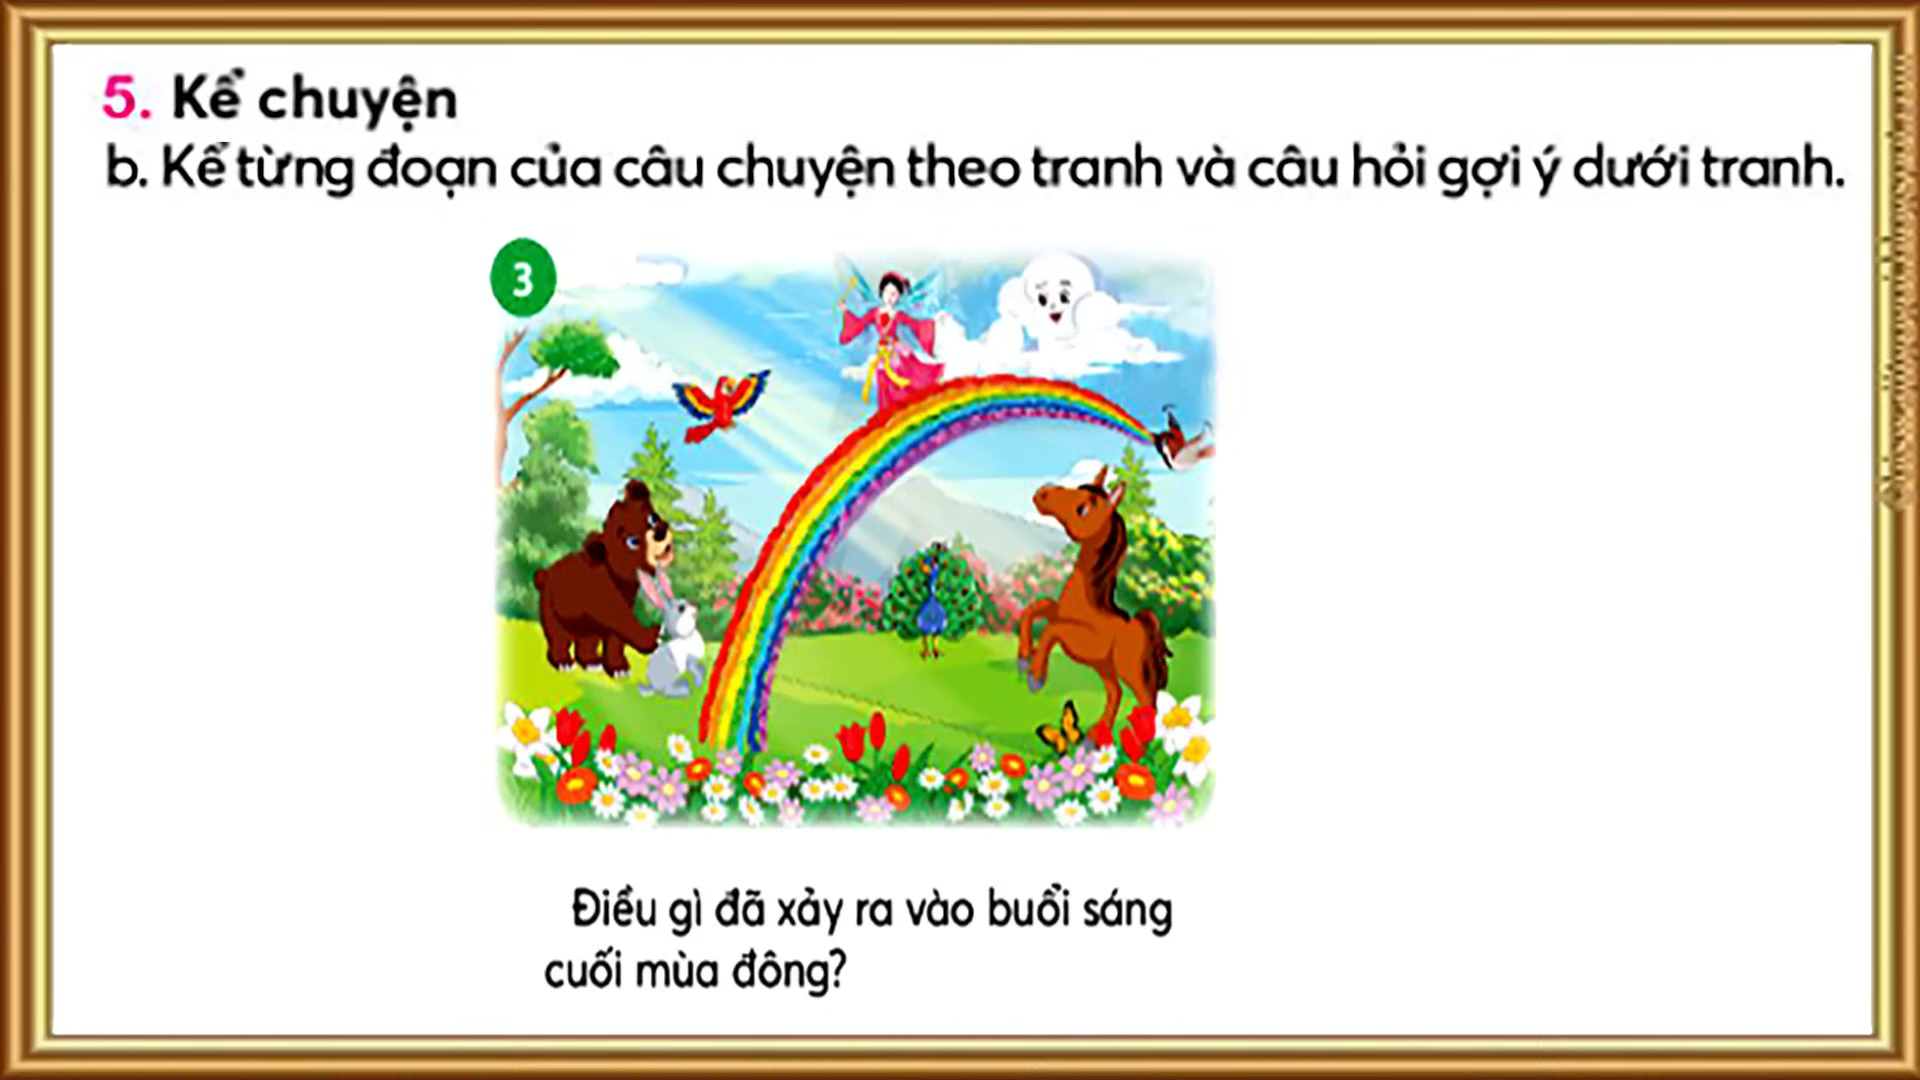 5. Kể chuyện
b. Kể từng đoạn của câu chuyện theo tranh và câu hỏi gợi ý dưới tranh.
3
Điều gì đã xảy ra vào buổi sáng
cuối mùa đông?